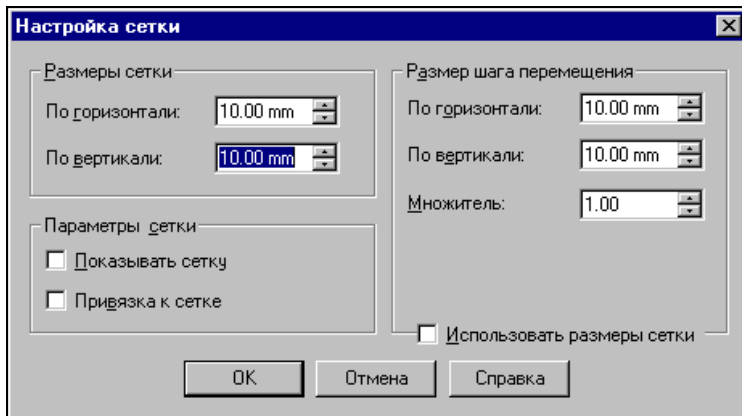 Настройка сетки
Размеры сетки
По горизонтали: 10.00 mm
По вертикали: 10.00 mm
Параметры сетки
Показывать сетку
Привязка к сетке
Размер шага перемещения
По горизонтали: 10.00 mm
По вертикали: 10.00 mm
Множитель: 1.00
Использовать размеры сетки
OK Отмена Справка